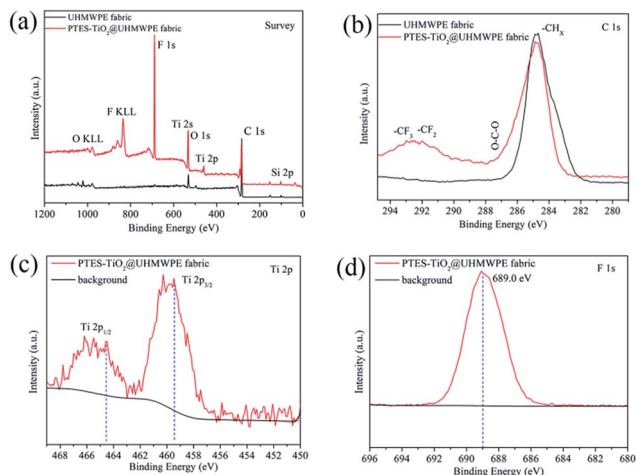 (a)
Survey
UHMWPE fabric
PTES-TiO₂@UHMWPE fabric
F 1s
F KLL
O KLL
Ti 2s
O 1s
Ti 2p
C 1s
Si 2p
Intensity (a.u.)
1200 1000 800 600 400 200 0
Binding Energy (eV)
(b)
UHMWPE fabric
PTES-TiO₂@UHMWPE fabric
C 1s
-CHₓ
-CF₃
-CF₂
O-C-O
Intensity (a.u.)
294 292 290 288 286 284 282 280
Binding Energy (eV)
(c)
PTES-TiO₂@UHMWPE fabric
background
Ti 2p
Ti 2p₁/₂
Ti 2p₃/₂
Intensity (a.u.)
469 468 466 464 462 460 458 456 454 452 450
Binding Energy (eV)
(d)
PTES-TiO₂@UHMWPE fabric
background
F 1s
689.0 eV
Intensity (a.u.)
696 694 692 690 688 686 684 682 680
Binding Energy (eV)